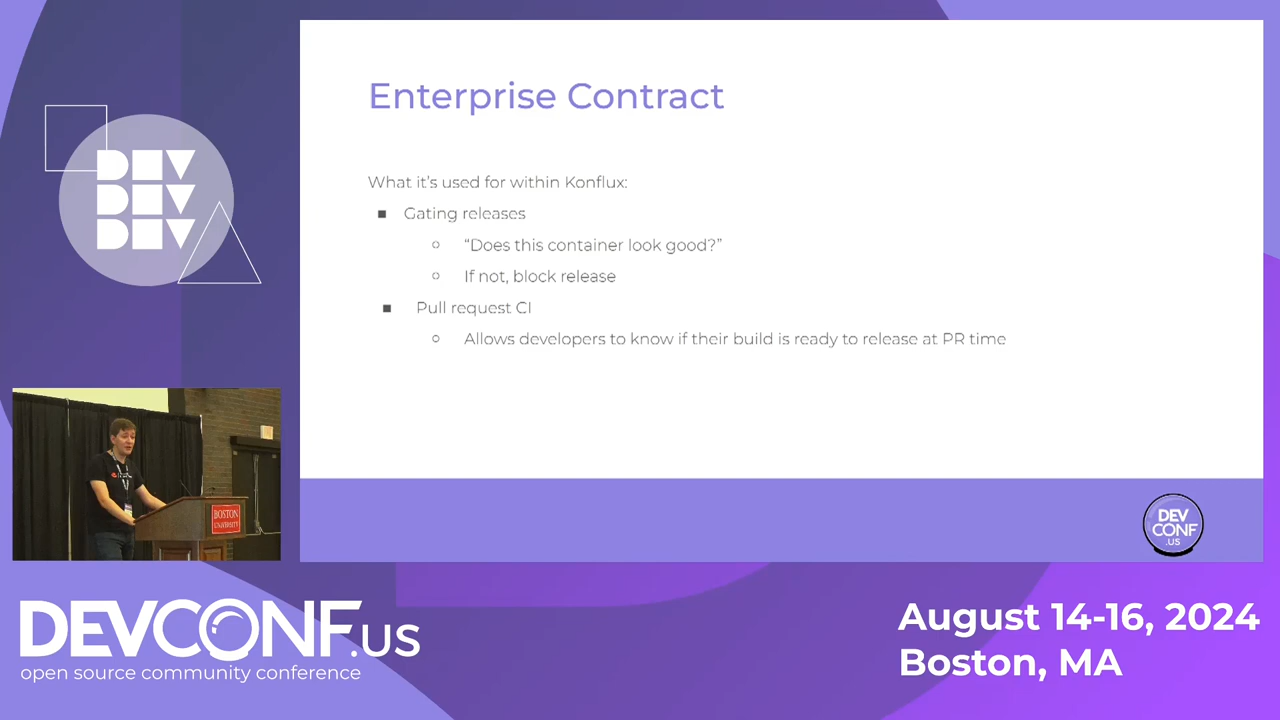 Enterprise Contract
What it's used for within Konflux:
■ Gating releases
○ “Does this container look good?”
○ If not, block release
■ Pull request CI
○ Allows developers to know if their build is ready to release at PR time
DEV
DEV
DEV
BOSTON
UNIVERSITY
DEV
CONF
.US
DEVCONF.US
open source community conference
August 14-16, 2024
Boston, MA